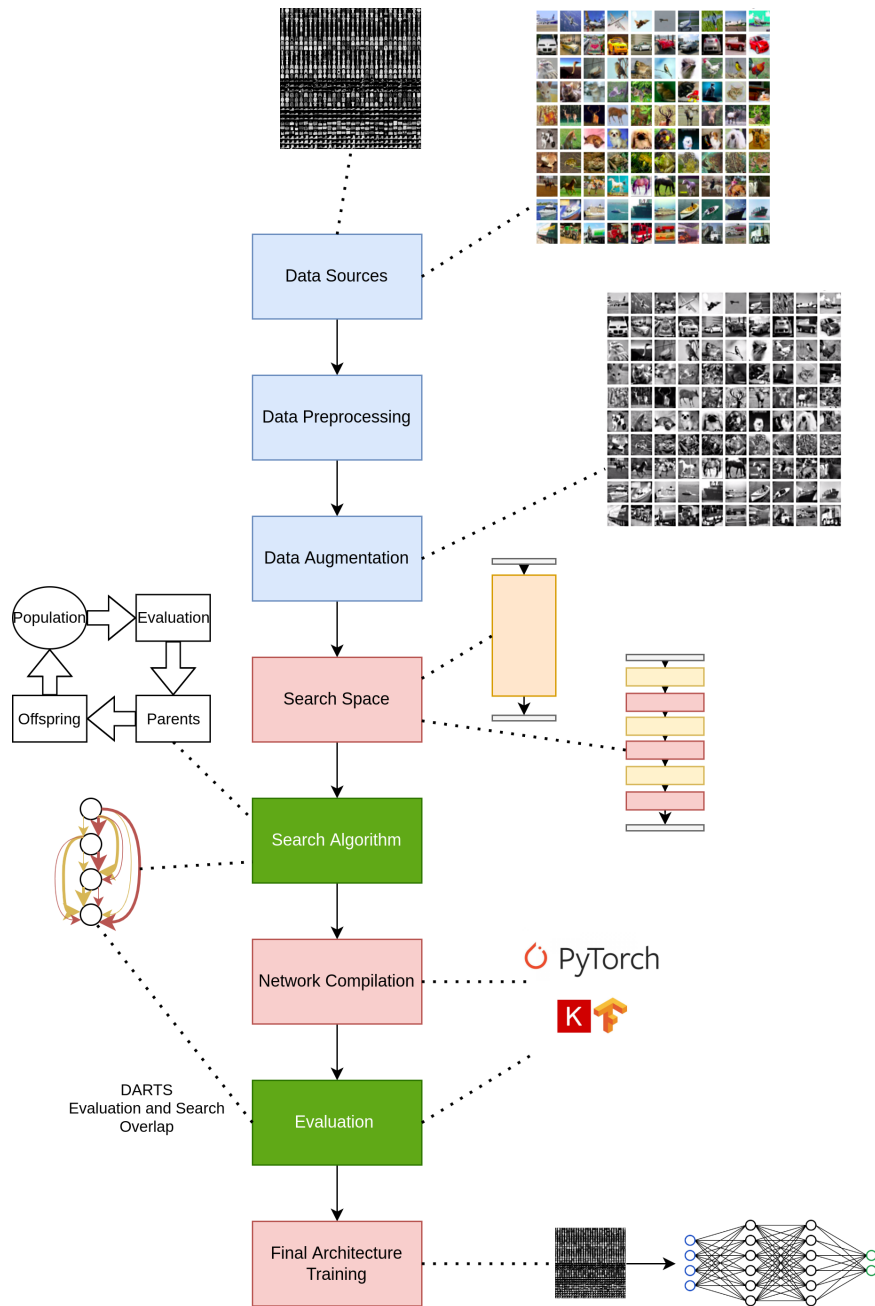 Data Sources
Data Preprocessing
Data Augmentation
Population
Evaluation
Offspring
Parents
Search Space
Search Algorithm
Network Compilation
PyTorch
K
DARTS
Evaluation and Search
Overlap
Evaluation
Final Architecture
Training